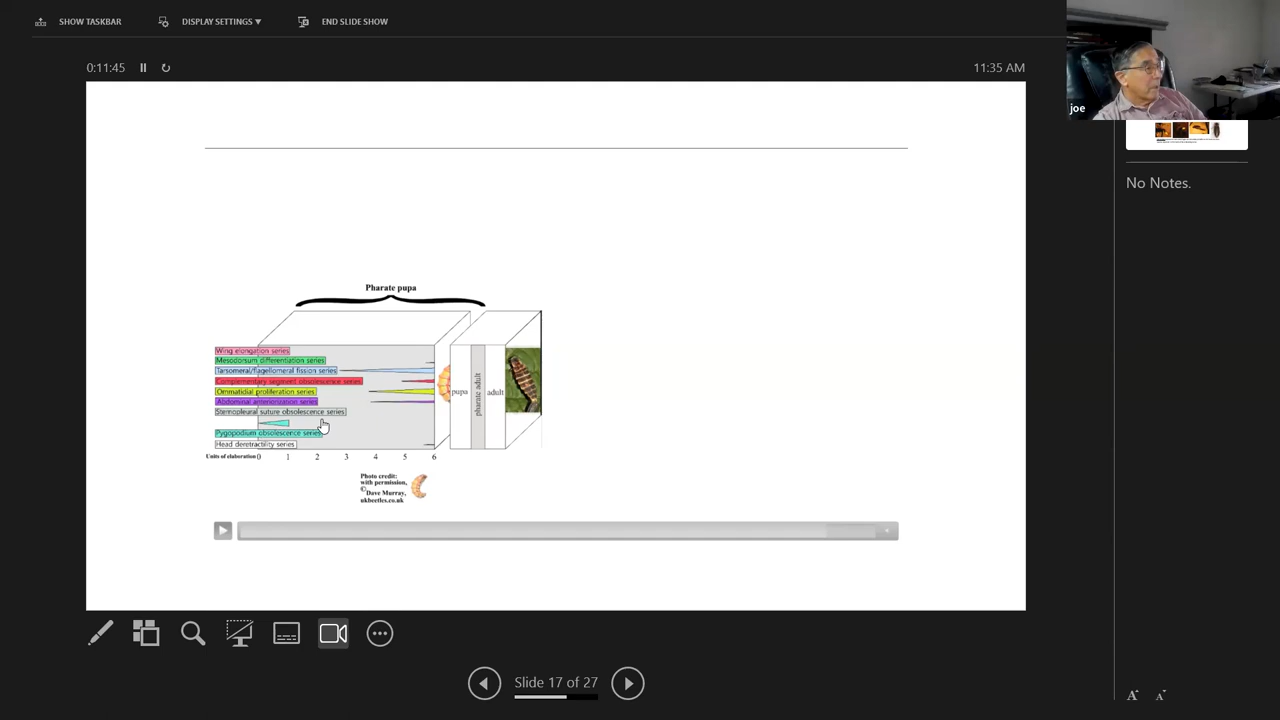 SHOW TASKBAR
DISPLAY SETTINGS ▼
END SLIDE SHOW
0:11:45
11:35 AM
joe
No Notes.
Pharate pupa
Wing elongation series
Mesodorsum differentiation series
Tarsomeral/flagellomeral fission series
Complementary segment obsolescence series
Ommatidial proliferation series
Abdominal anteriorization series
Sternopleural suture obsolescence series
Pygopodium obsolescence series
Head deretractility series
pupa
pharate adult
adult
Units of elaboration 0 1 2 3 4 5 6
Photo credit:
with permission,
© Dave Murray,
ukbeetles.co.uk
Slide 17 of 27
A A